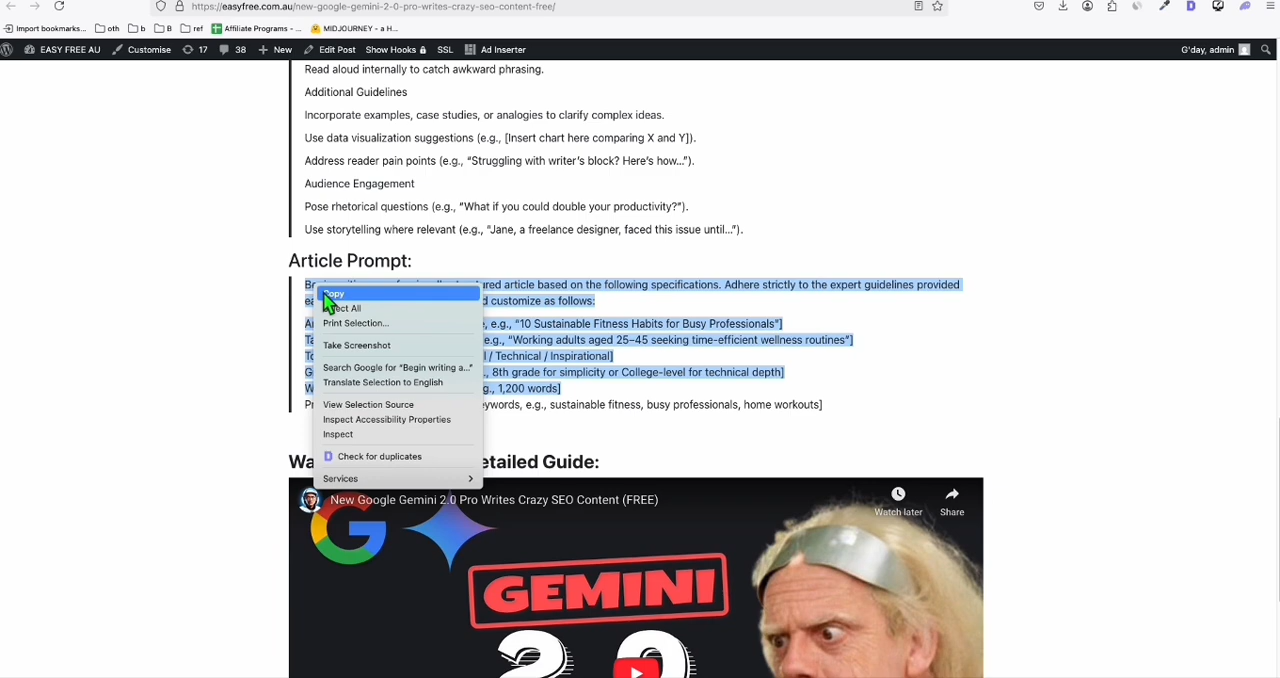 https://easyfree.com.au/new-google-gemini-2-0-pro-writes-crazy-seo-content-free/
Import bookmarks... oth b B ref Affiliate Programs - ... MIDJOURNEY - a H...
EASY FREE AU Customise 17 38 New Edit Post Show Hooks SSL Ad Inserter G'day, admin
Read aloud internally to catch awkward phrasing.
Additional Guidelines
Incorporate examples, case studies, or analogies to clarify complex ideas.
Use data visualization suggestions (e.g., [Insert chart here comparing X and Y]).
Address reader pain points (e.g., “Struggling with writer’s block? Here’s how…”).
Audience Engagement
Pose rhetorical questions (e.g., “What if you could double your productivity?”).
Use storytelling where relevant (e.g., “Jane, a freelance designer, faced this issue until…”).
Article Prompt:
ured article based on the following specifications. Adhere strictly to the expert guidelines provided
d customize as follows:
e.g., “10 Sustainable Fitness Habits for Busy Professionals”]
e.g., “Working adults aged 25–45 seeking time-efficient wellness routines”]
/ Technical / Inspirational]
8th grade for simplicity or College-level for technical depth]
1,200 words]
eywords, e.g., sustainable fitness, busy professionals, home workouts]
Copy
Print Selection...
Take Screenshot
Search Google for “Begin writing a...”
Translate Selection to English
View Selection Source
Inspect Accessibility Properties
Inspect
Check for duplicates
Services
etailed Guide:
New Google Gemini 2.0 Pro Writes Crazy SEO Content (FREE)
Watch later Share
GEMINI
2.0